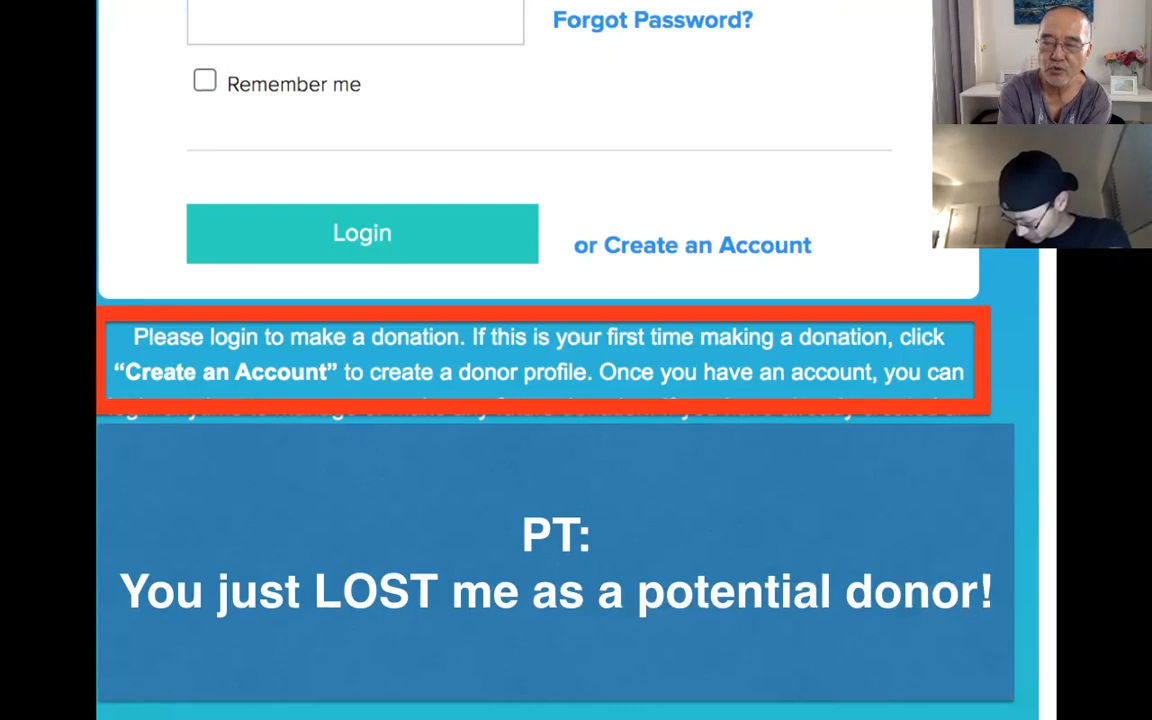 Forgot Password?
Remember me
Login
or Create an Account
Please login to make a donation. If this is your first time making a donation, click
“Create an Account” to create a donor profile. Once you have an account, you can
PT:
You just LOST me as a potential donor!